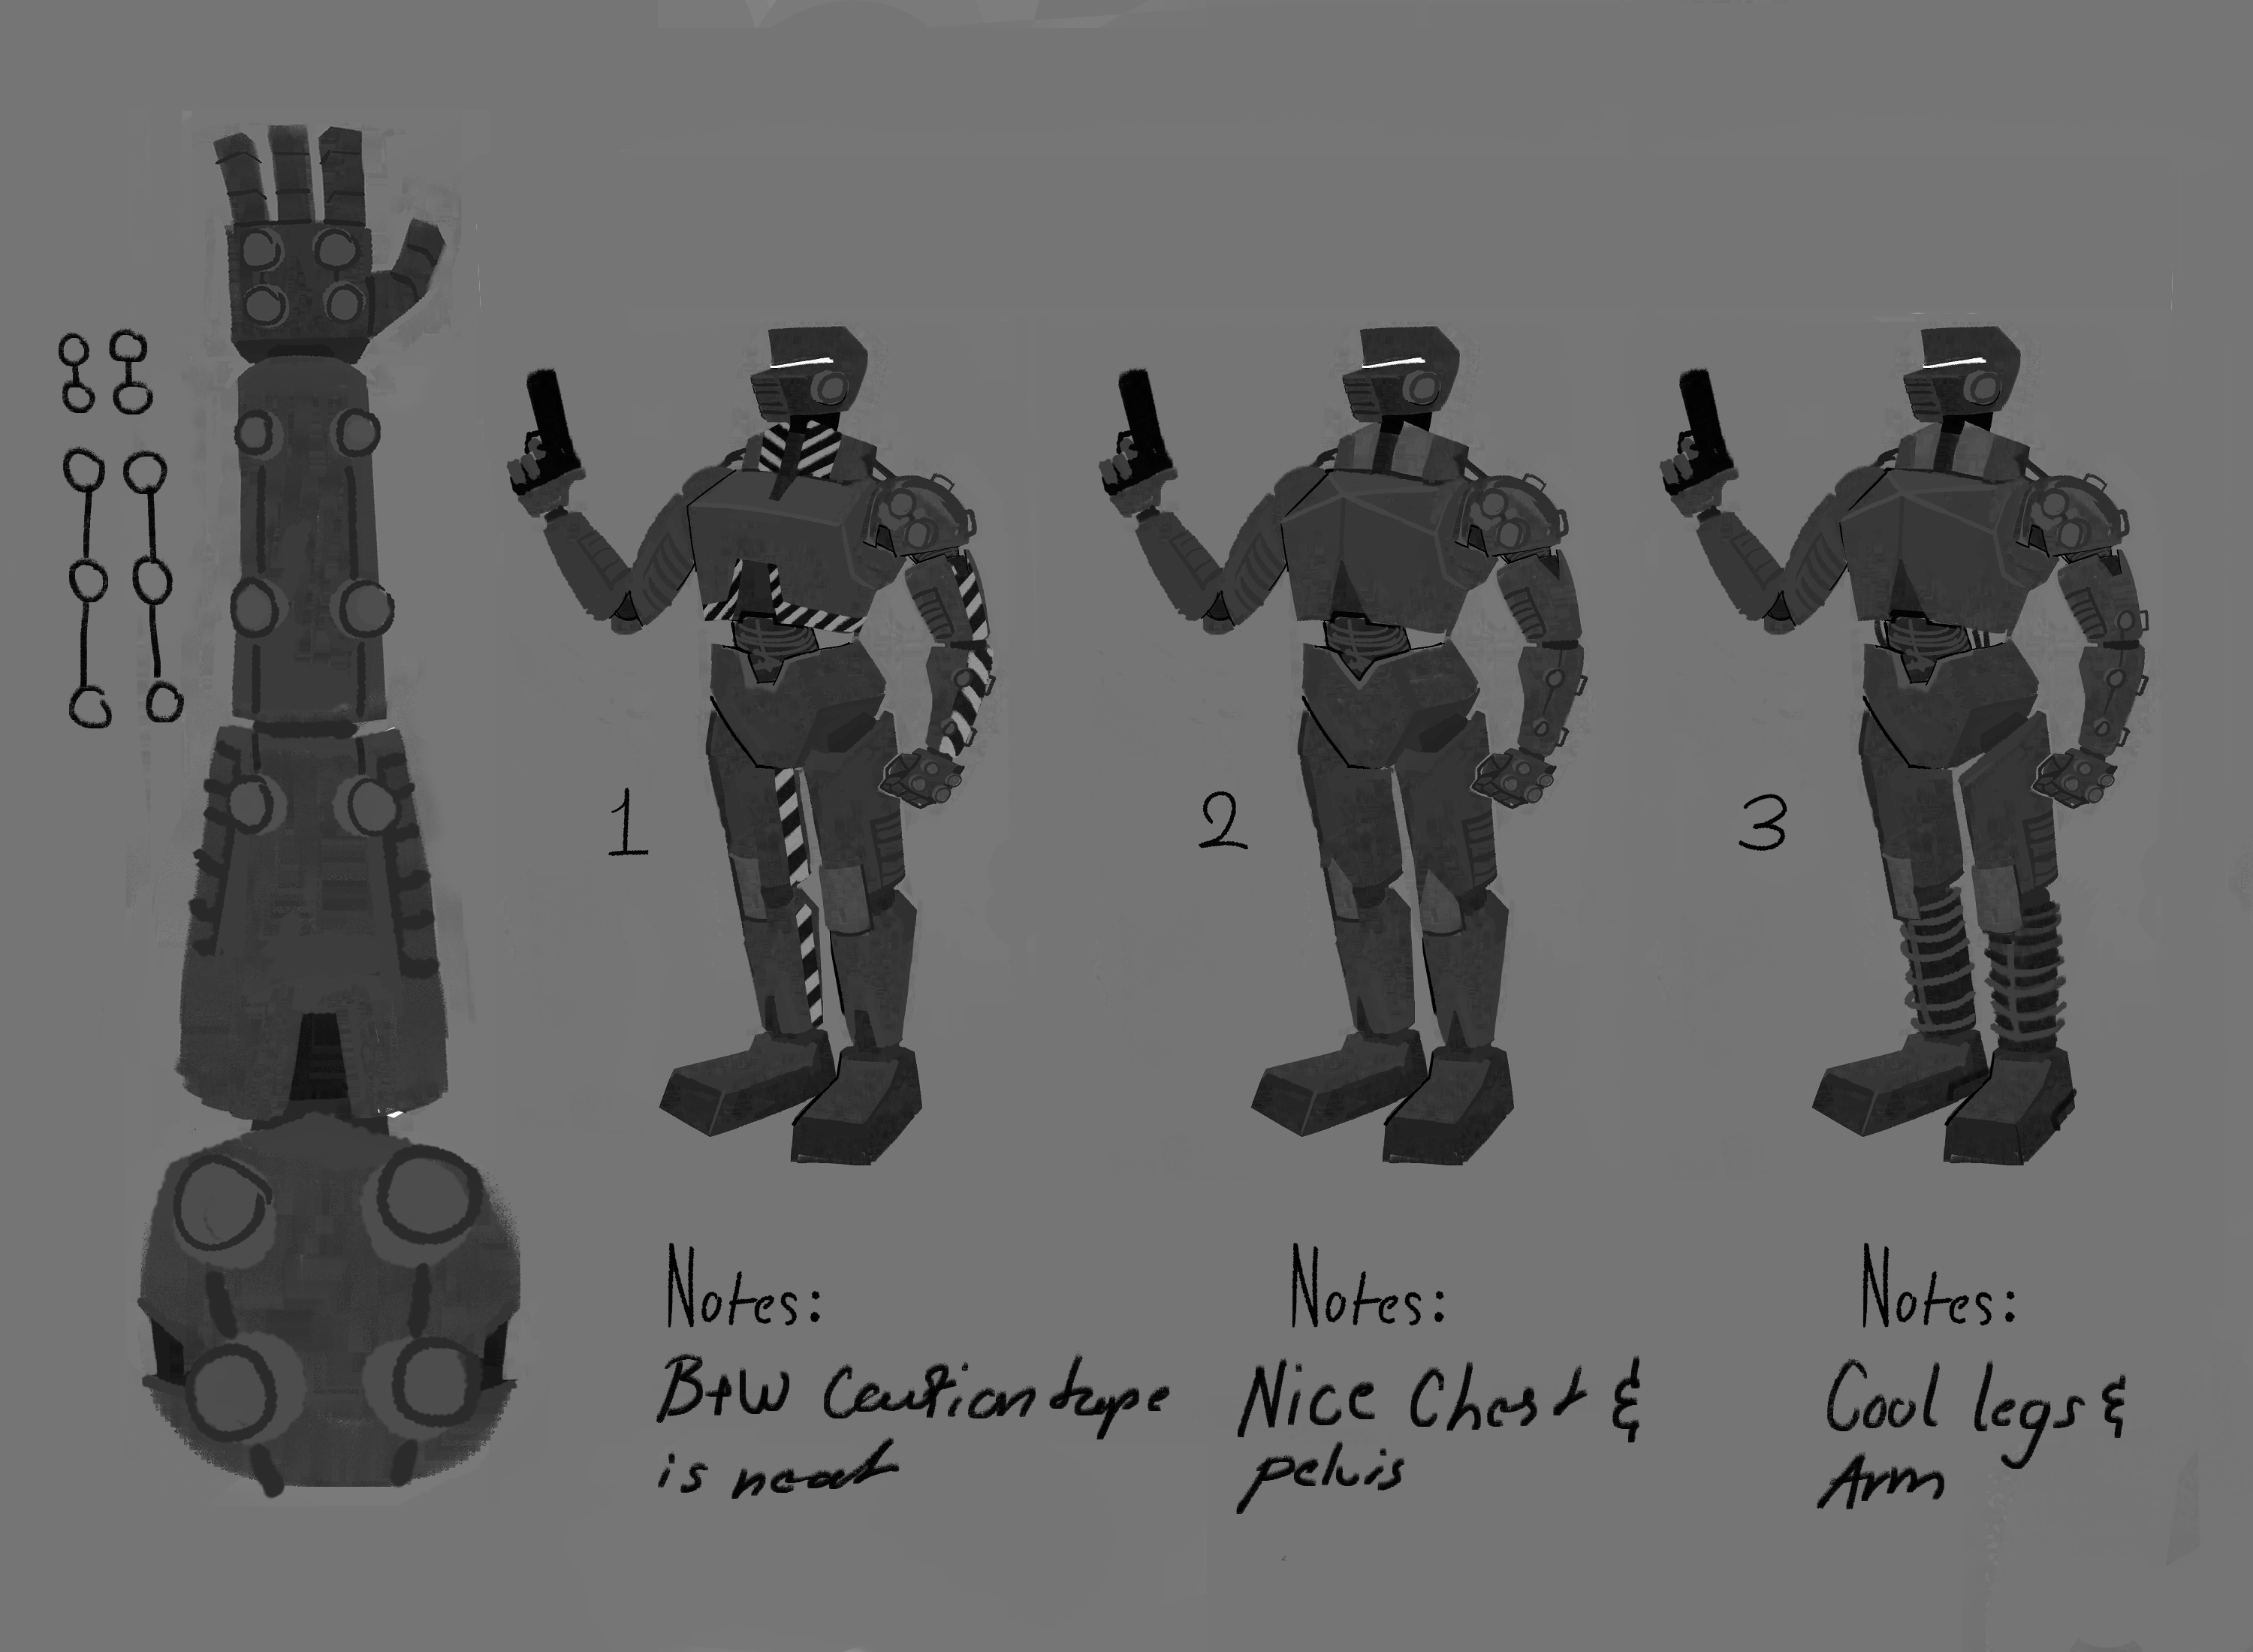 1
2
3
Notes:
B+W Caution tape
is neat
Notes:
Nice Chest &
pelvis
Notes:
Cool legs &
Arm